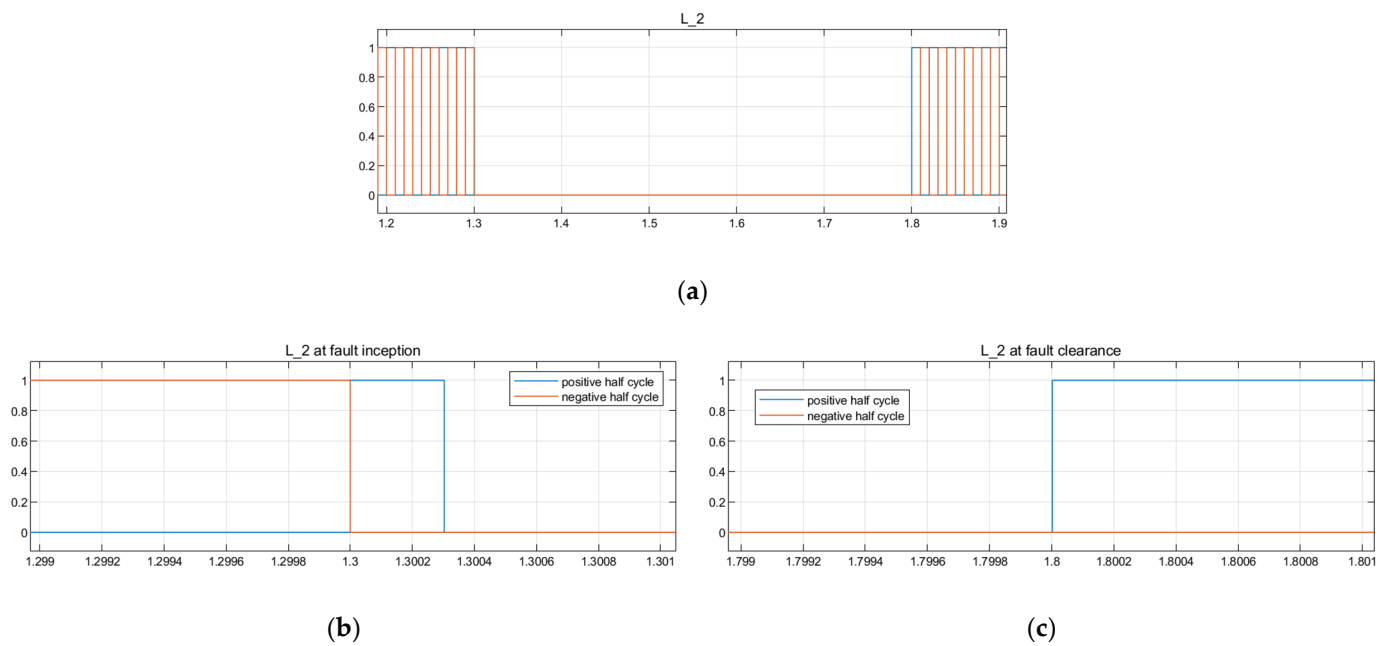 L_2
1
0.8
0.6
0.4
0.2
0
1.2 1.3 1.4 1.5 1.6 1.7 1.8 1.9
(a)
L_2 at fault inception
positive half cycle
negative half cycle
1
0.8
0.6
0.4
0.2
0
1.299 1.2992 1.2994 1.2996 1.2998 1.3 1.3002 1.3004 1.3006 1.3008 1.301
(b)
L_2 at fault clearance
positive half cycle
negative half cycle
1
0.8
0.6
0.4
0.2
0
1.799 1.7992 1.7994 1.7996 1.7998 1.8 1.8002 1.8004 1.8006 1.8008 1.801
(c)